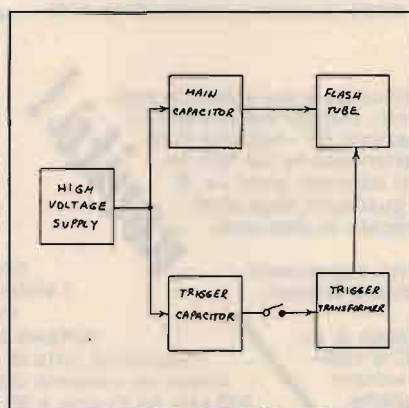 MAIN
CAPACITOR
FLASH
TUBE
HIGH
VOLTAGE
SUPPLY
TRIGGER
CAPACITOR
TRIGGER
TRANSFORMER